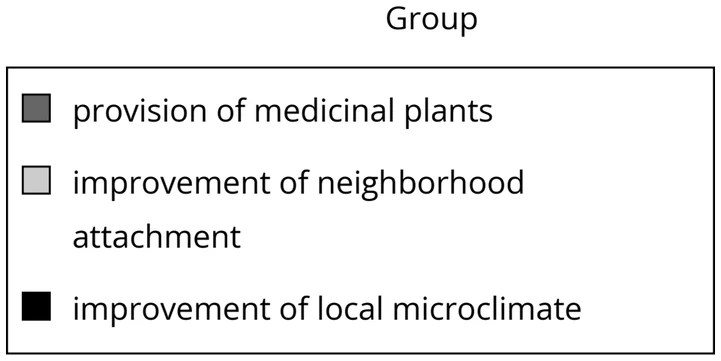 Group
provision of medicinal plants
improvement of neighborhood
attachment
improvement of local microclimate